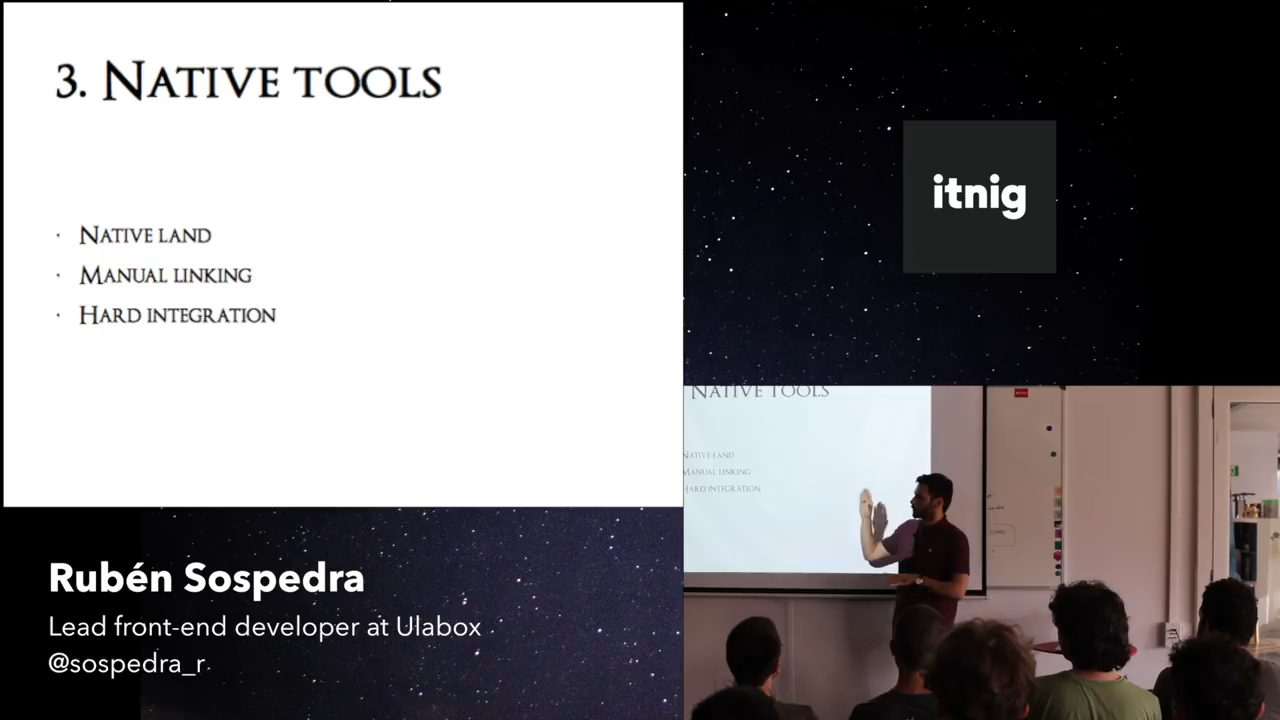 3. Native tools
· Native land
· Manual linking
· Hard integration
itnig
Rubén Sospedra
Lead front-end developer at Ulabox
@sospedra_r
Native tools
Native land
Manual linking
Hard integration